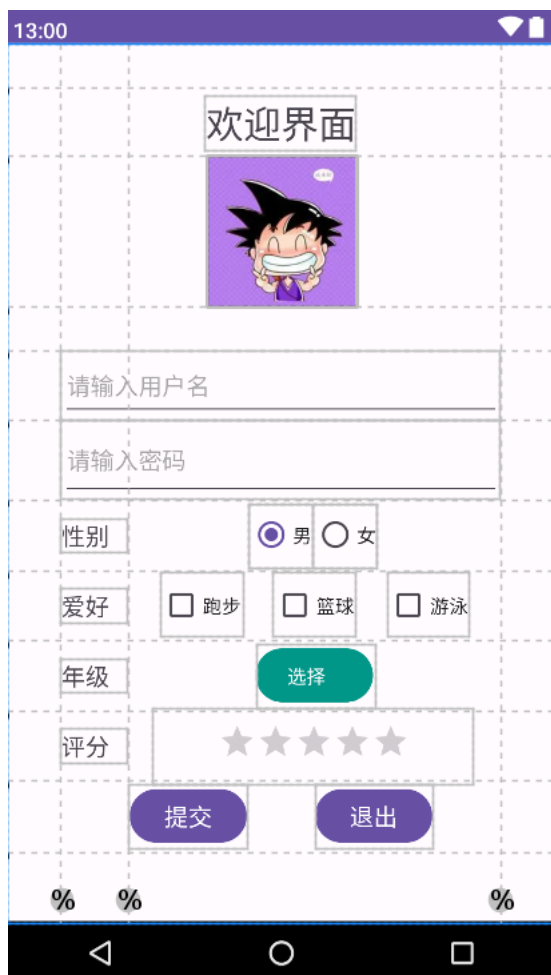 13:00
欢迎界面
请输入用户名
请输入密码
性别 男 女
爱好 跑步 篮球 游泳
年级 选择
评分
提交 退出
% % %